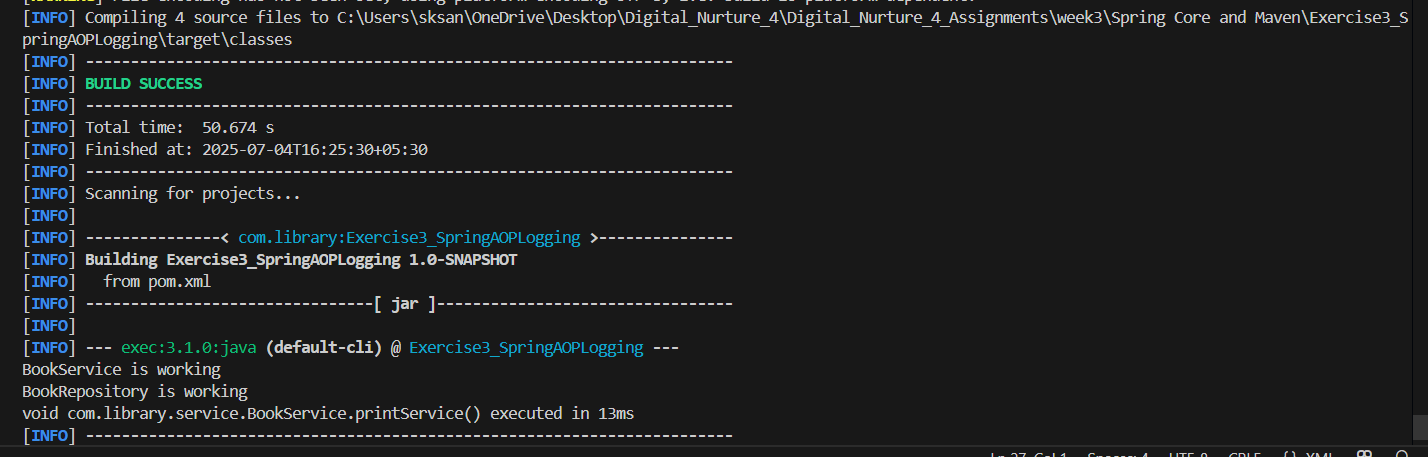 [INFO] Compiling 4 source files to C:\Users\sksan\OneDrive\Desktop\Digital_Nurture_4\Digital_Nurture_4_Assignments\week3\Spring Core and Maven\Exercise3_S
pringAOPLogging\target\classes
[INFO] ------------------------------------------------------------------------
[INFO] BUILD SUCCESS
[INFO] ------------------------------------------------------------------------
[INFO] Total time:  50.674 s
[INFO] Finished at: 2025-07-04T16:25:30+05:30
[INFO] ------------------------------------------------------------------------
[INFO] Scanning for projects...
[INFO]
[INFO] ---------------< com.library:Exercise3_SpringAOPLogging >---------------
[INFO] Building Exercise3_SpringAOPLogging 1.0-SNAPSHOT
[INFO]   from pom.xml
[INFO] --------------------------------[ jar ]---------------------------------
[INFO]
[INFO] --- exec:3.1.0:java (default-cli) @ Exercise3_SpringAOPLogging ---
BookService is working
BookRepository is working
void com.library.service.BookService.printService() executed in 13ms
[INFO] ------------------------------------------------------------------------